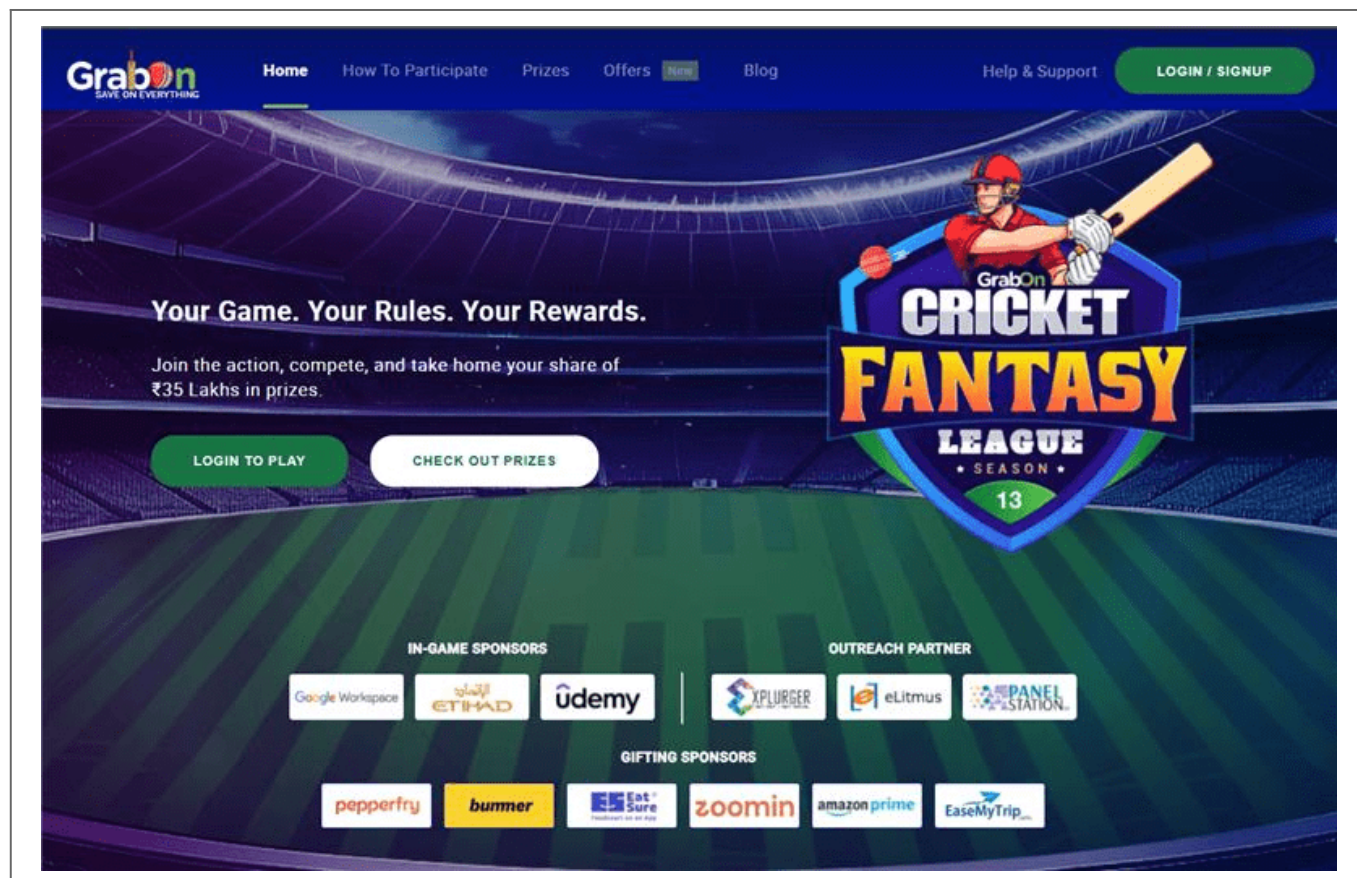 GrabOn
SAVE ON EVERYTHING
Home How To Participate Prizes Offers New Blog Help & Support LOGIN / SIGNUP
Your Game. Your Rules. Your Rewards.
Join the action, compete, and take home your share of
₹35 Lakhs in prizes.
LOGIN TO PLAY CHECK OUT PRIZES
GrabOn
CRICKET
FANTASY
LEAGUE
• SEASON •
13
IN-GAME SPONSORS OUTREACH PARTNER
Google Workspace ETIHAD ûdemy XPLURGER eLitmus PANEL
STATION
GIFTING SPONSORS
pepperfry bummer Eat
Sure zoomin amazon prime EaseMyTrip